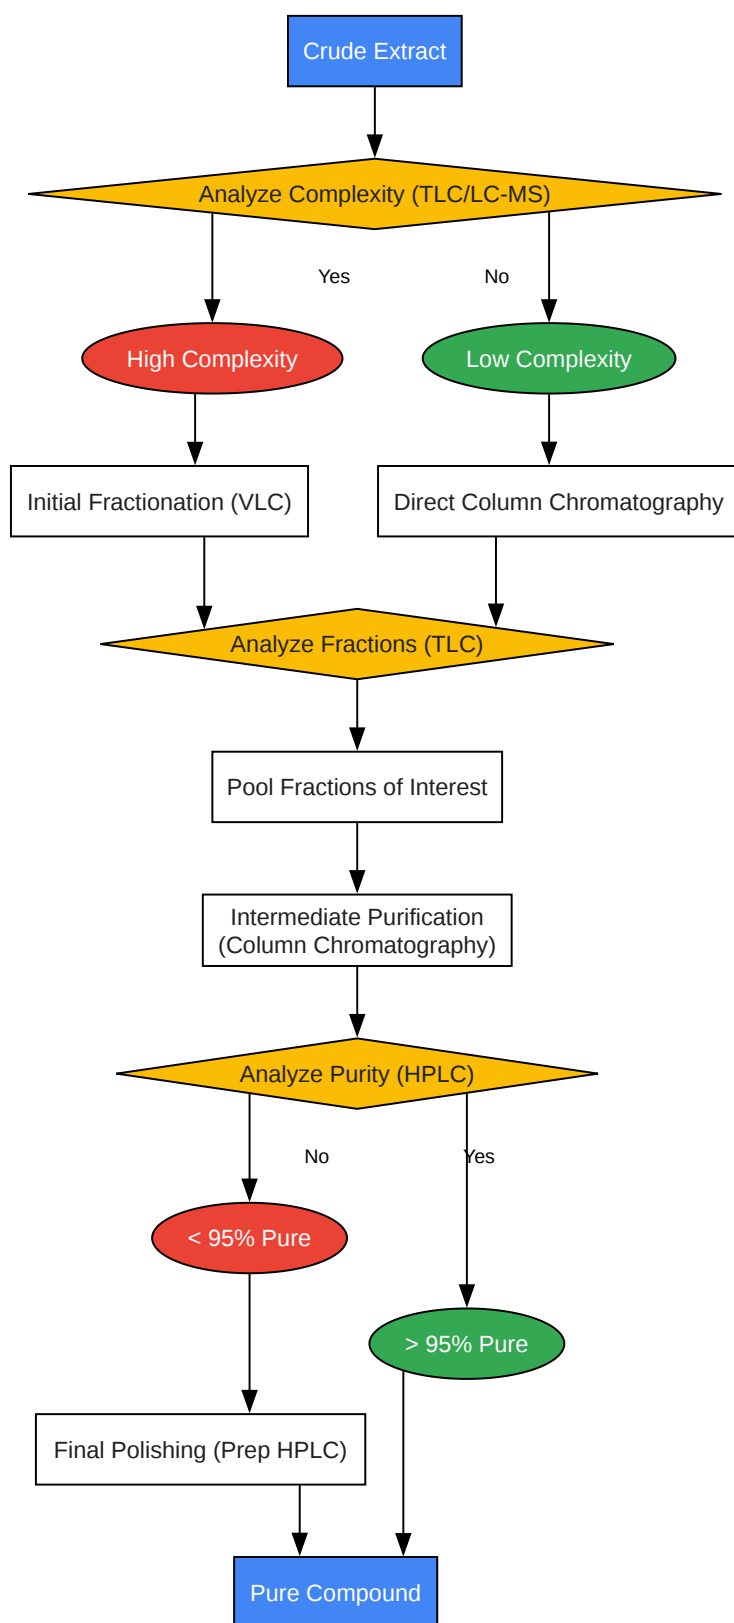 Crude Extract
Analyze Complexity (TLC/LC-MS)
Yes
No
High Complexity
Low Complexity
Initial Fractionation (VLC)
Direct Column Chromatography
Analyze Fractions (TLC)
Pool Fractions of Interest
Intermediate Purification
(Column Chromatography)
Analyze Purity (HPLC)
No
Yes
< 95% Pure
> 95% Pure
Final Polishing (Prep HPLC)
Pure Compound